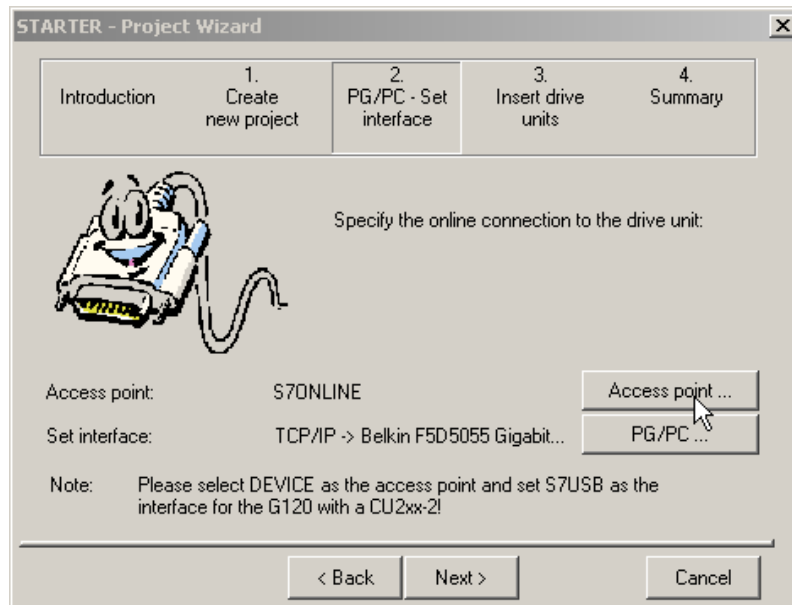 STARTER - Project Wizard
Introduction
1.
Create
new project
2.
PG/PC - Set
interface
3.
Insert drive
units
4.
Summary
Specify the online connection to the drive unit:
Access point: S7ONLINE Access point ...
Set interface: TCP/IP -> Belkin F5D5055 Gigabit... PG/PC ...
Note: Please select DEVICE as the access point and set S7USB as the
interface for the G120 with a CU2xx-2!
< Back Next > Cancel